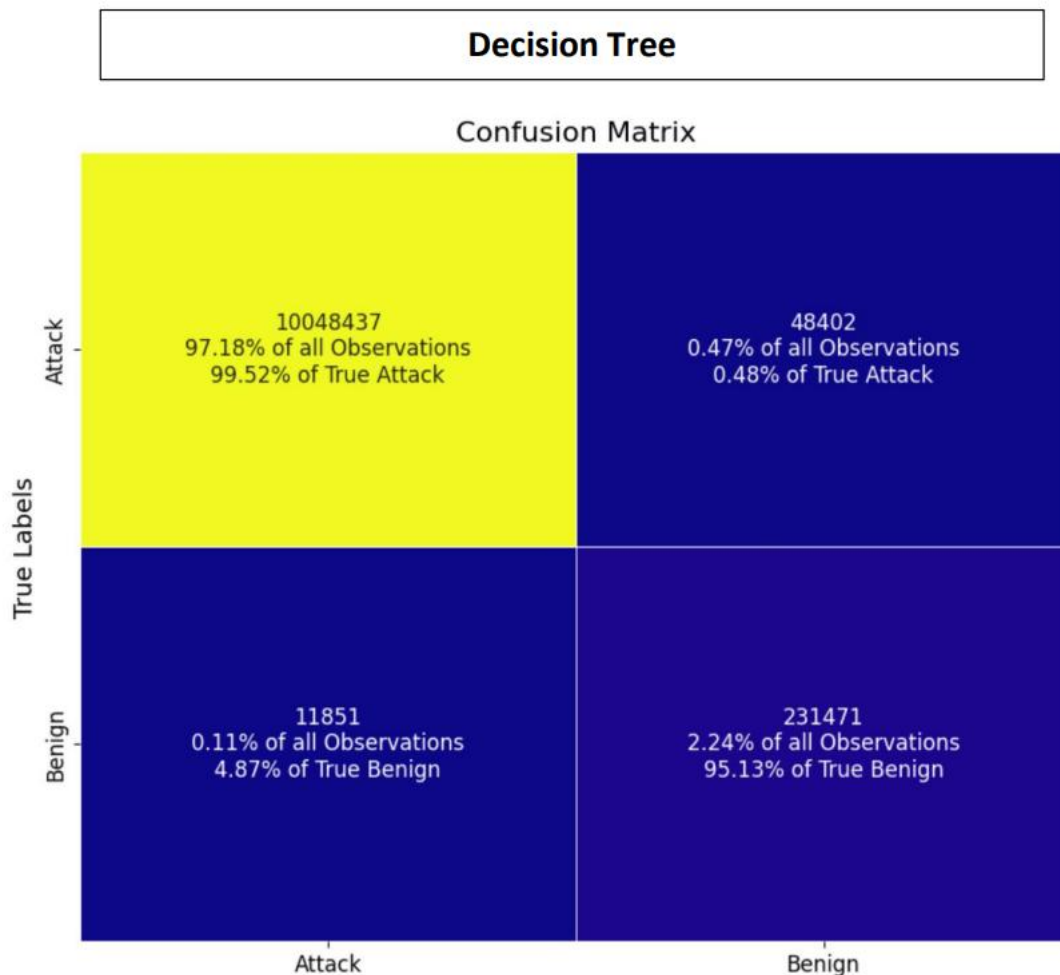 Decision Tree
Confusion Matrix
True Labels
Attack
10048437
97.18% of all Observations
99.52% of True Attack
48402
0.47% of all Observations
0.48% of True Attack
Benign
11851
0.11% of all Observations
4.87% of True Benign
231471
2.24% of all Observations
95.13% of True Benign
Attack
Benign